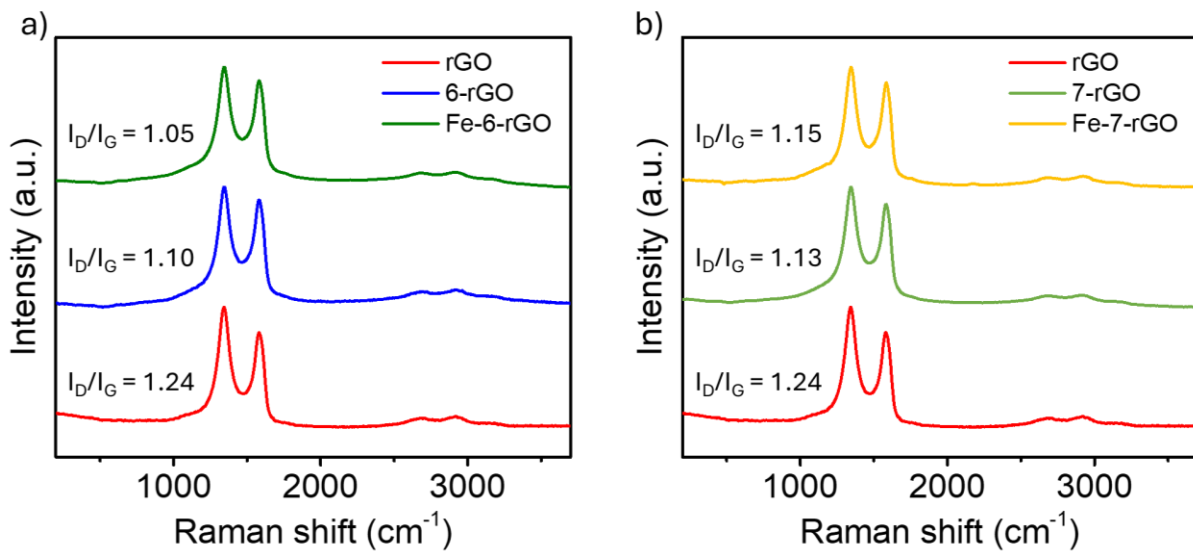 a)
rGO
6-rGO
Fe-6-rGO
I_D/I_G = 1.05
I_D/I_G = 1.10
I_D/I_G = 1.24
Intensity (a.u.)
1000 2000 3000
Raman shift (cm⁻¹)
b)
rGO
7-rGO
Fe-7-rGO
I_D/I_G = 1.15
I_D/I_G = 1.13
I_D/I_G = 1.24
Intensity (a.u.)
1000 2000 3000
Raman shift (cm⁻¹)